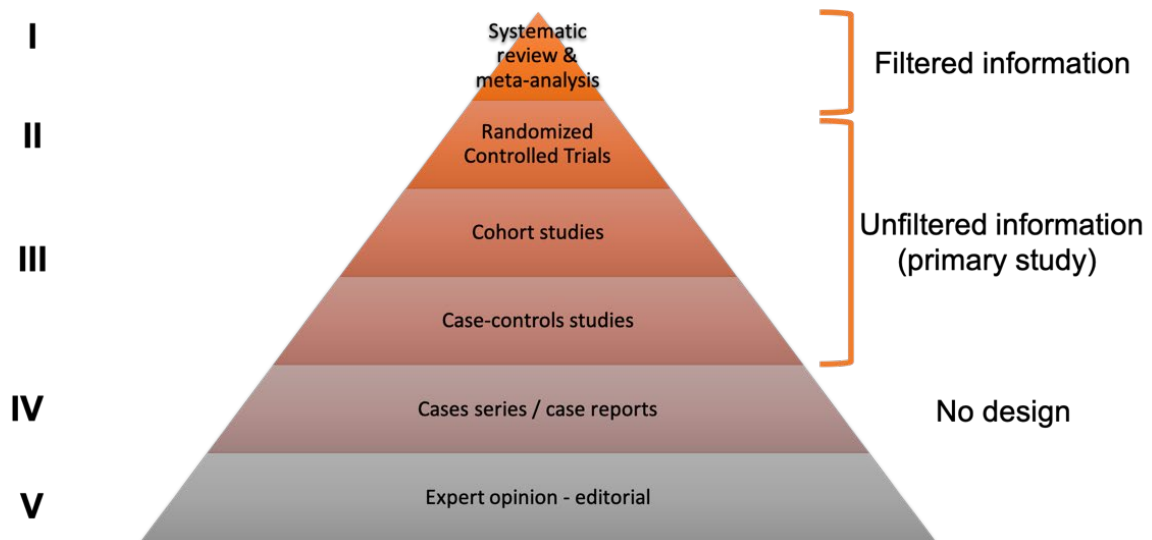 I
Systematic
review &
meta-analysis
Filtered information
II
Randomized
Controlled Trials
Cohort studies
Unfiltered information
(primary study)
III
Case-controls studies
IV
Cases series / case reports
No design
V
Expert opinion - editorial